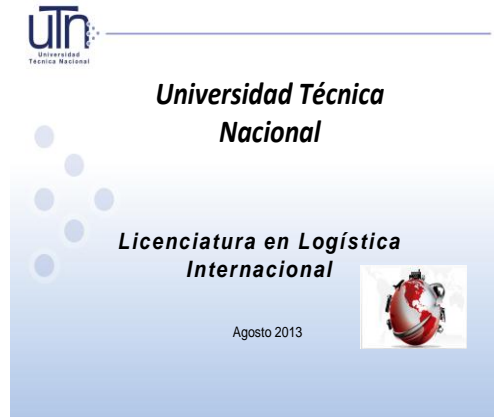 UTN
Universidad
Técnica Nacional
Universidad Técnica
Nacional
Licenciatura en Logística
Internacional
Agosto 2013